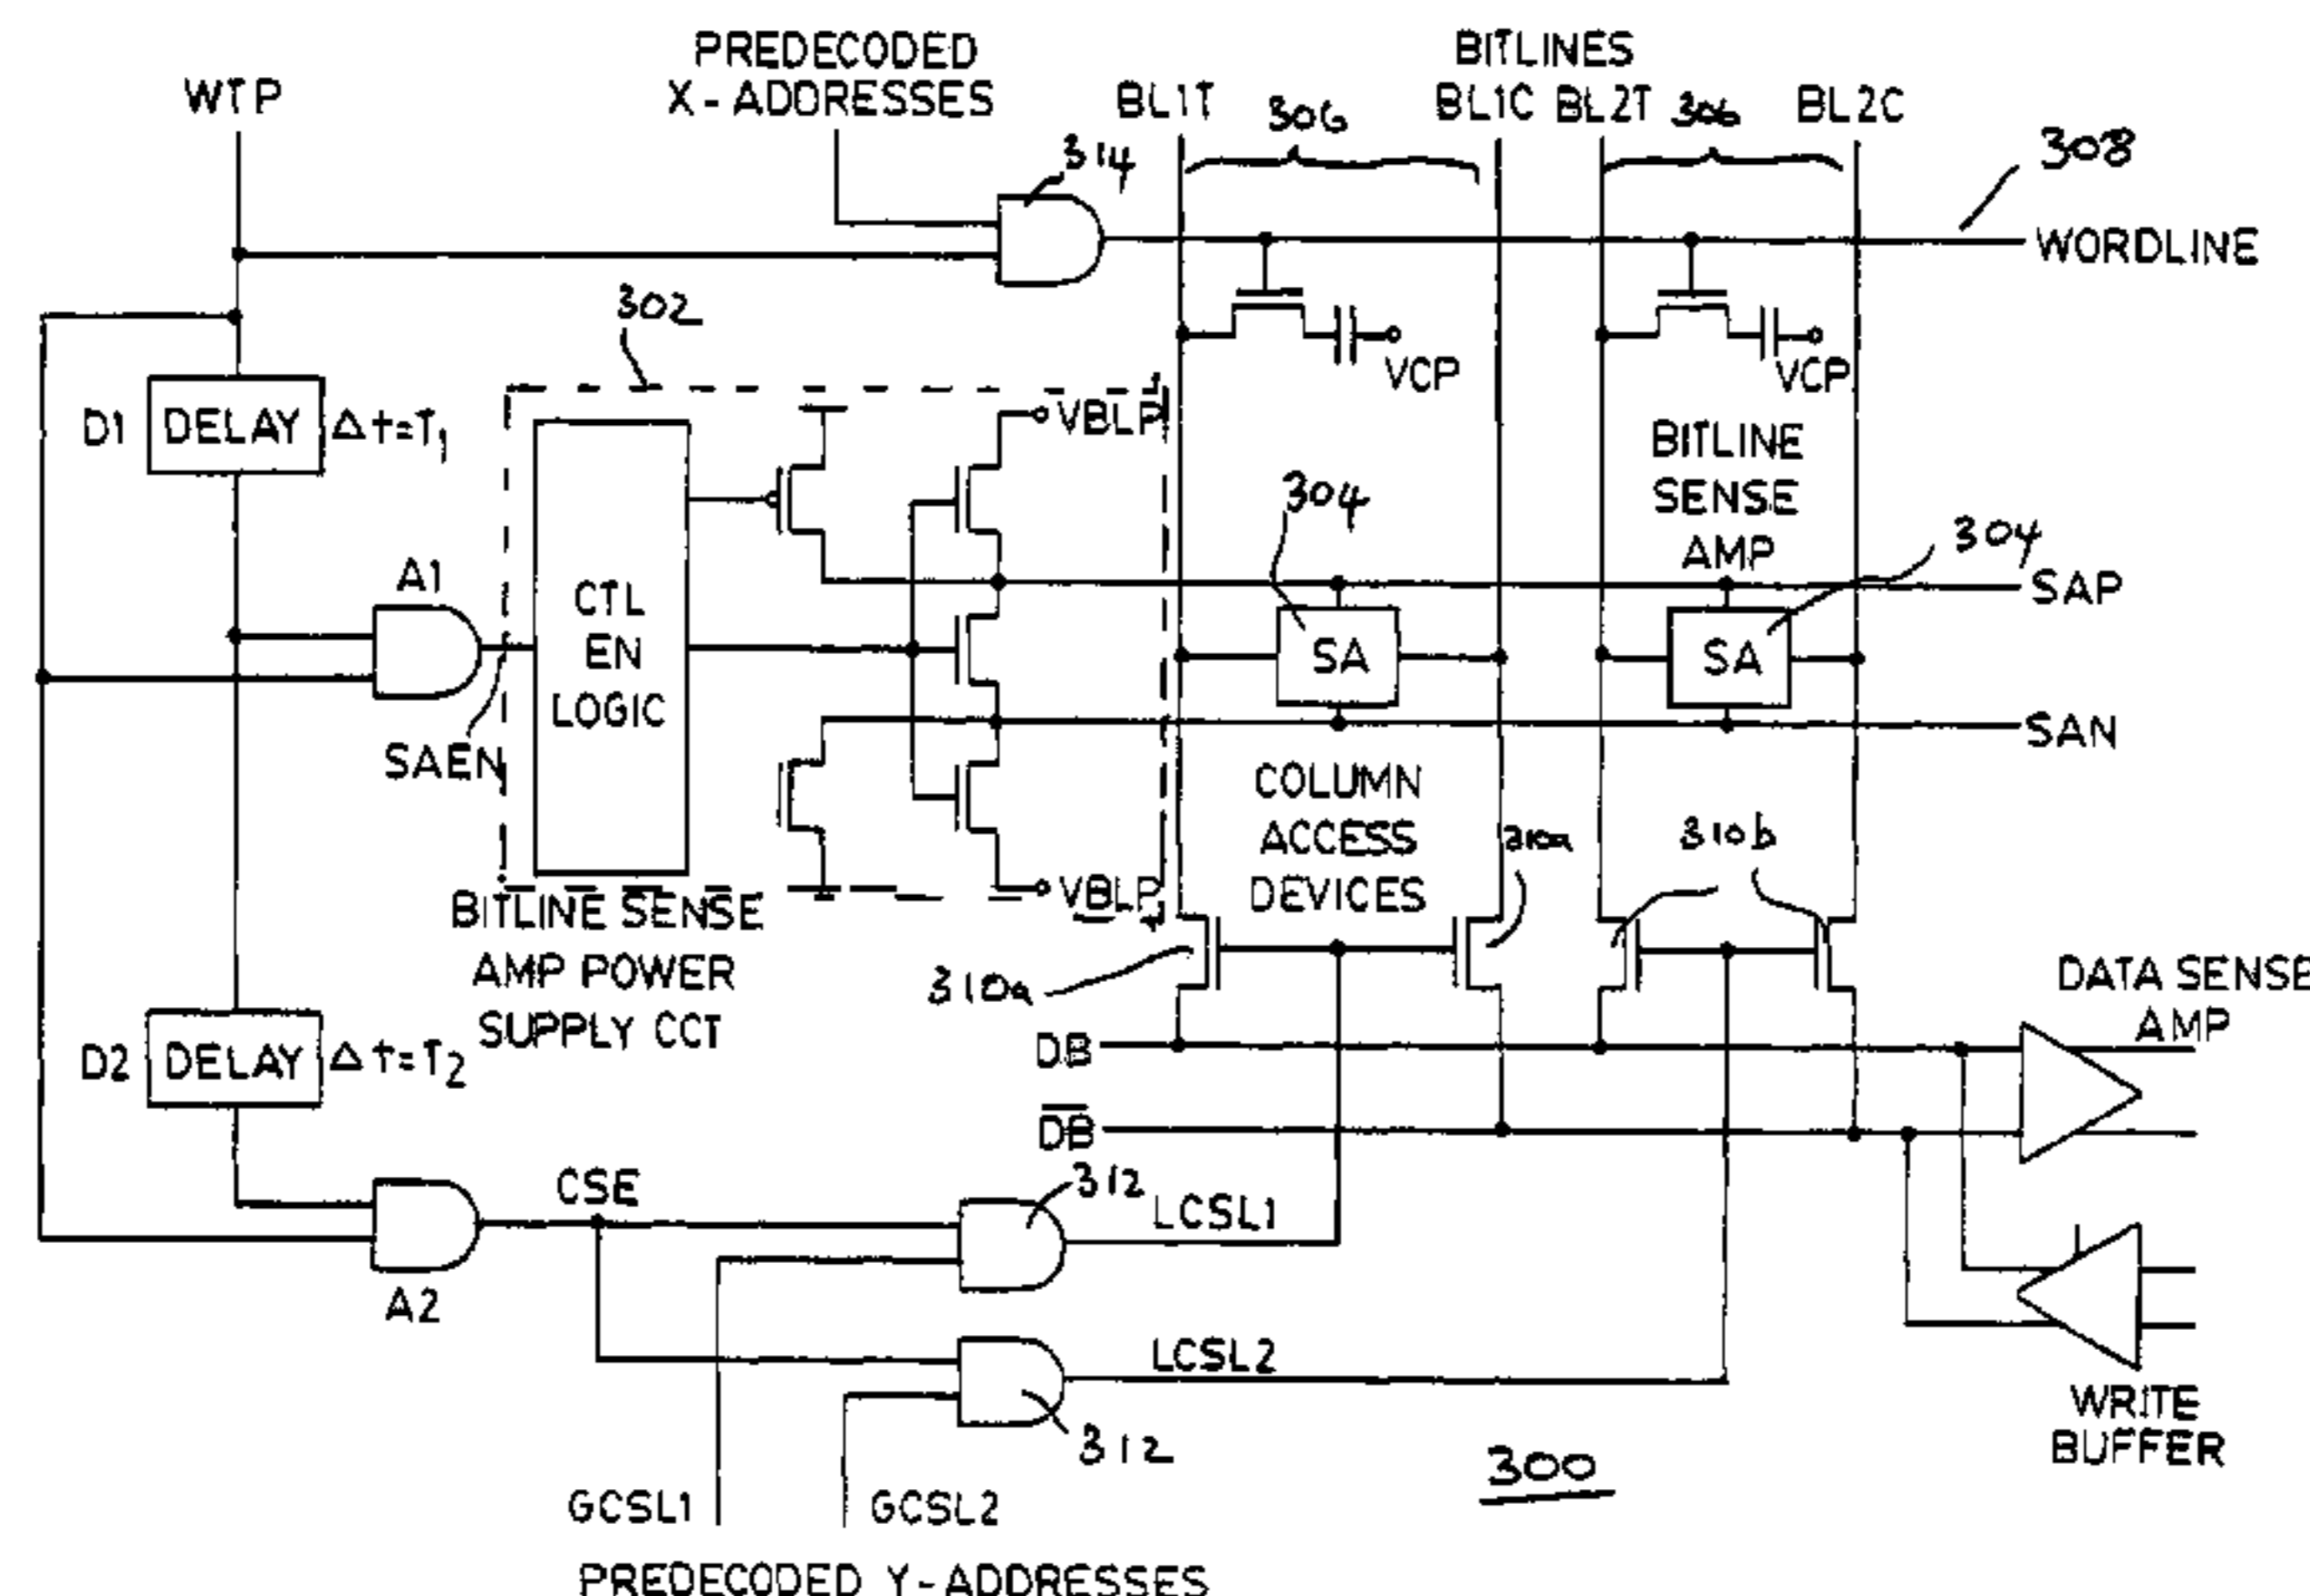 PREDECODED
X-ADDRESSES
BITLINES
WTP
BL1T
306
BL1C
BL2T
306
BL2C
314
308
WORDLINE
302
VCP
VCP
D1
DELAY
Δt=T1
VBLP
BITLINE
SENSE
AMP
304
304
A1
CTL
EN
LOGIC
SAP
SA
SA
SAEN
SAN
COLUMN
ACCESS
DEVICES
310a
310b
VBLP
BITLINE SENSE
AMP POWER
SUPPLY CCT
310a
DATA SENSE
AMP
D2
DELAY
Δt=T2
DB
D̅B̅
CSE
312
LCSL1
A2
LCSL2
312
WRITE
BUFFER
300
GCSL1
GCSL2
PREDECODED Y-ADDRESSES